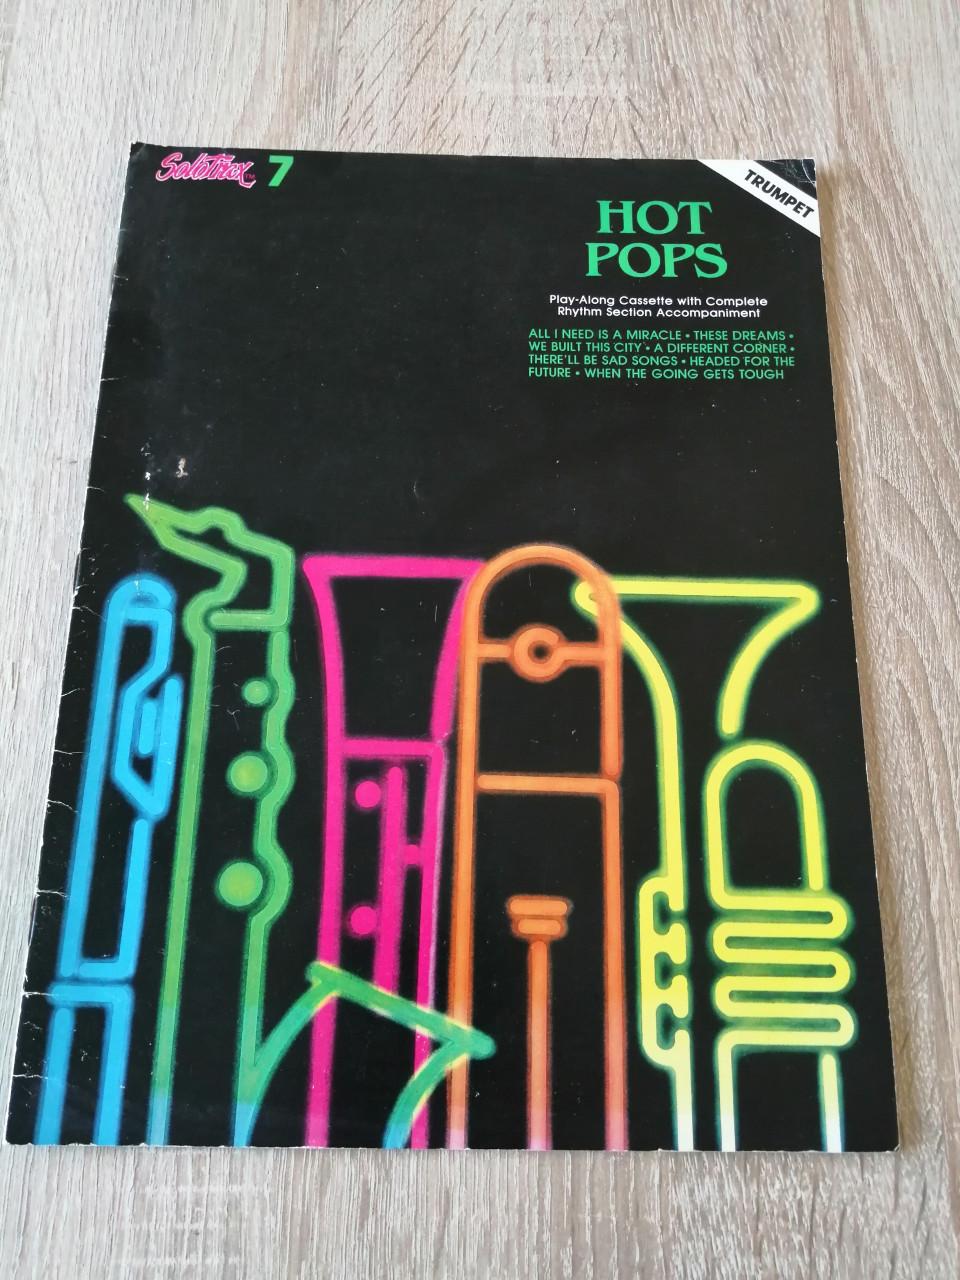 SoloTrax™ 7
TRUMPET
HOT
POPS
Play-Along Cassette with Complete
Rhythm Section Accompaniment
ALL I NEED IS A MIRACLE • THESE DREAMS •
WE BUILT THIS CITY • A DIFFERENT CORNER •
THERE'LL BE SAD SONGS • HEADED FOR THE
FUTURE • WHEN THE GOING GETS TOUGH